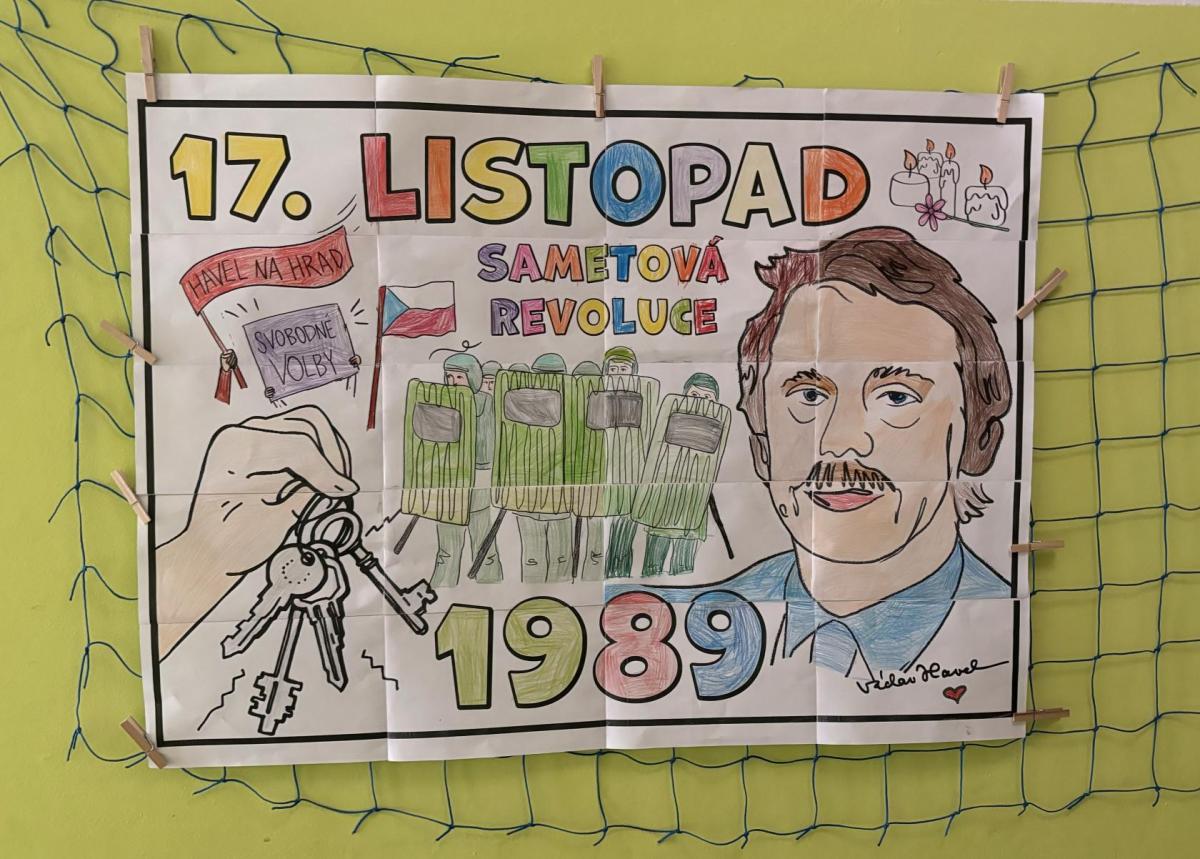 17. LISTOPAD
SAMETOVÁ
REVOLUCE
HAVEL NA HRAD
SVOBODNÉ
VOLBY
1989
Václav Havel